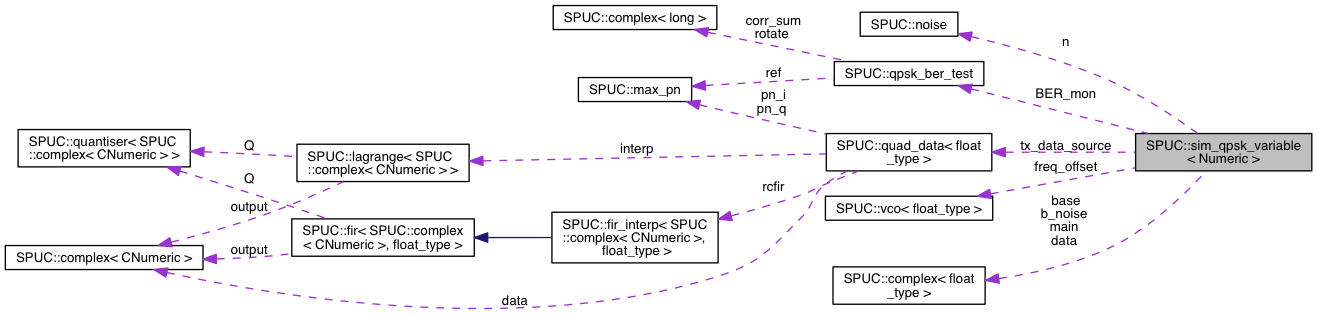 SPUC::complex< long >
corr_sum
rotate
SPUC::noise
n
SPUC::qpsk_ber_test
ref
SPUC::max_pn
pn_i
pn_q
BER_mon
SPUC::quantiser< SPUC
::complex< CNumeric > >
Q
SPUC::lagrange< SPUC
::complex< CNumeric > >
interp
SPUC::quad_data< float
_type >
tx_data_source
SPUC::sim_qpsk_variable
< Numeric >
freq_offset
Q
rcfir
SPUC::vco< float_type >
output
base
b_noise
main
data
SPUC::fir< SPUC::complex
< CNumeric >, float_type >
SPUC::fir_interp< SPUC
::complex< CNumeric >,
float_type >
output
SPUC::complex< CNumeric >
SPUC::complex< float
_type >
data